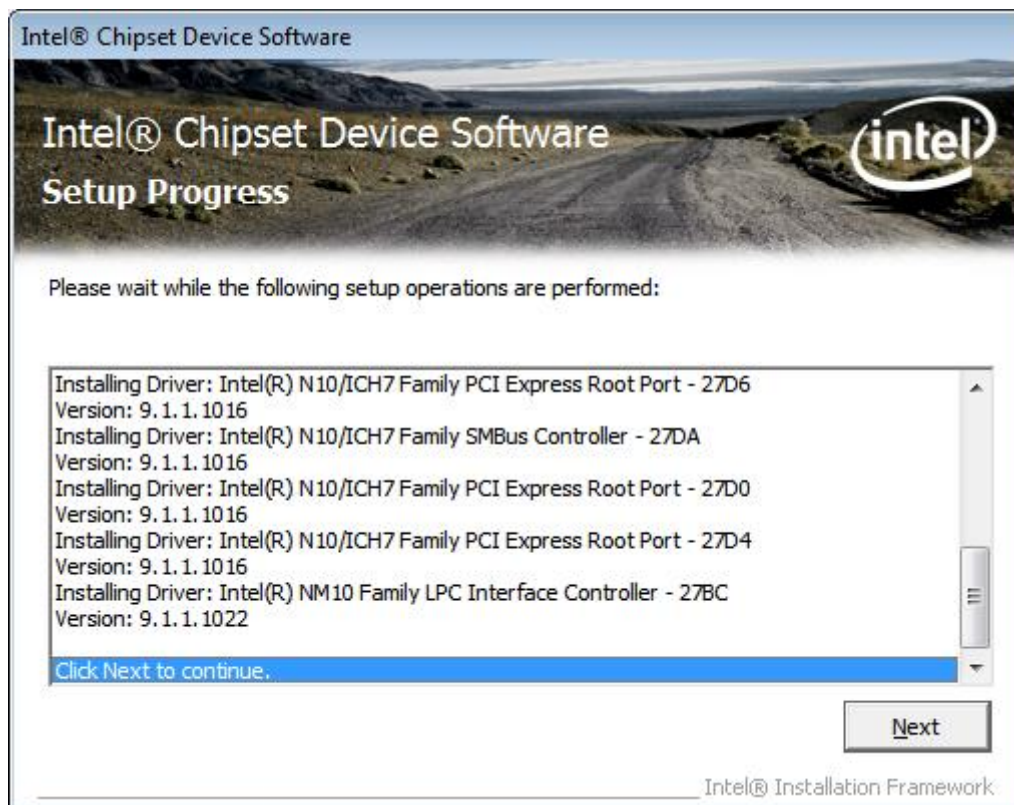 Intel® Chipset Device Software
Intel® Chipset Device Software
intel
Setup Progress
Please wait while the following setup operations are performed:
Installing Driver: Intel(R) N10/ICH7 Family PCI Express Root Port - 27D6
Version: 9.1.1.1016
Installing Driver: Intel(R) N10/ICH7 Family SMBus Controller - 27DA
Version: 9.1.1.1016
Installing Driver: Intel(R) N10/ICH7 Family PCI Express Root Port - 27D0
Version: 9.1.1.1016
Installing Driver: Intel(R) N10/ICH7 Family PCI Express Root Port - 27D4
Version: 9.1.1.1016
Installing Driver: Intel(R) NM10 Family LPC Interface Controller - 27BC
Version: 9.1.1.1022
Click Next to continue.
Next
Intel® Installation Framework